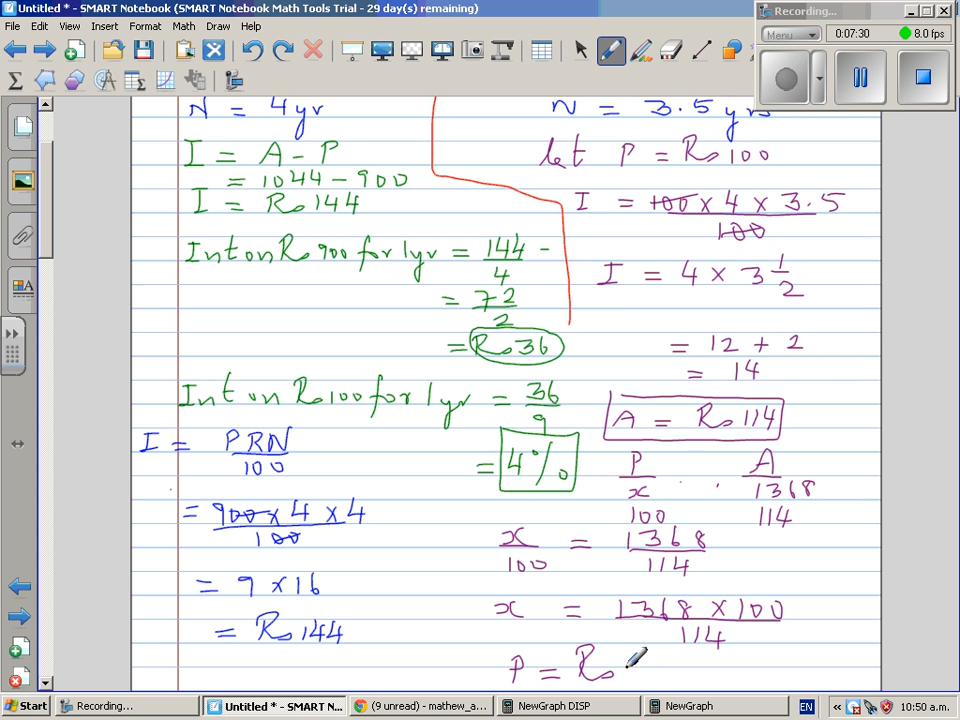 Untitled * - SMART Notebook (SMART Notebook Math Tools Trial - 29 day(s) remaining)
Recording...
File Edit View Insert Format Math Draw Help
Menu
0:07:30
8.0 fps
N = 4 yr
I = A - P
= 1044 - 900
I = Rs 144
Int on Rs 900 for 1 yr = 144 -
4
= 72
2
= Rs 36
Int on Rs 100 for 1 yr = 36
9
= 4%
I = PRN
100
= 900 × 4 × 4
100
= 9 × 16
= Rs 144
N = 3.5 yrs
let P = Rs 100
I = 100 × 4 × 3.5
100
I = 4 × 3 1/2
= 12 + 2
= 14
A = Rs 114
P A
x 1368
100 114
x = 1368
100 114
x = 1368 × 100
114
P = Rs
Start
Recording...
Untitled * - SMART No...
(9 unread) - mathew_a...
NewGraph DISP
NewGraph
EN
10:50 a.m.